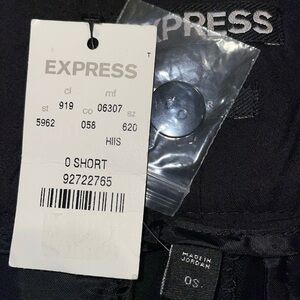 EXPRESS
EXPRESS
T
cl mf
919 06307
st co sz
5962 058 620
HIIS
0 SHORT
92722765
MADE IN
JORDAN
0S